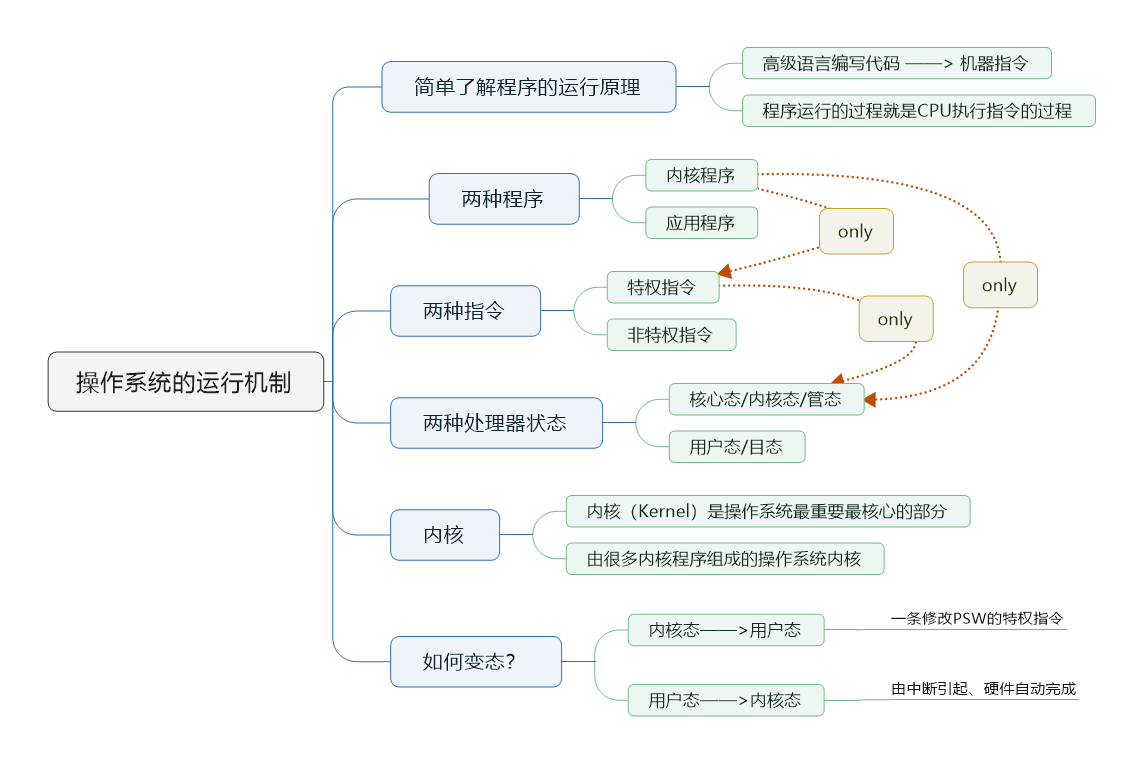 操作系统的运行机制
简单了解程序的运行原理
高级语言编写代码 ——> 机器指令
程序运行的过程就是CPU执行指令的过程
两种程序
内核程序
应用程序
only
only
两种指令
特权指令
非特权指令
only
两种处理器状态
核心态/内核态/管态
用户态/目态
内核
内核（Kernel）是操作系统最重要最核心的部分
由很多内核程序组成的操作系统内核
如何变态？
内核态——>用户态
一条修改PSW的特权指令
用户态——>内核态
由中断引起、硬件自动完成